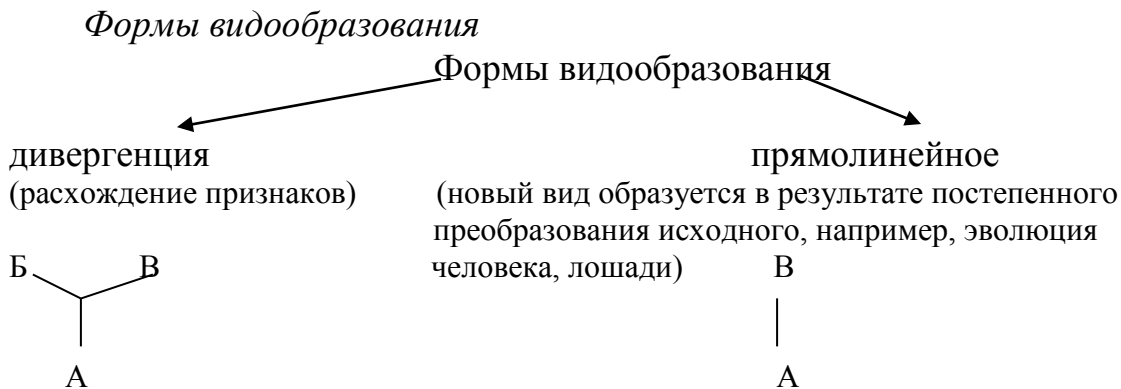 Формы видообразования
Формы видообразования
дивергенция
прямолинейное
(расхождение признаков)
(новый вид образуется в результате постепенного
преобразования исходного, например, эволюция
человека, лошади)
Б
В
В
А
А